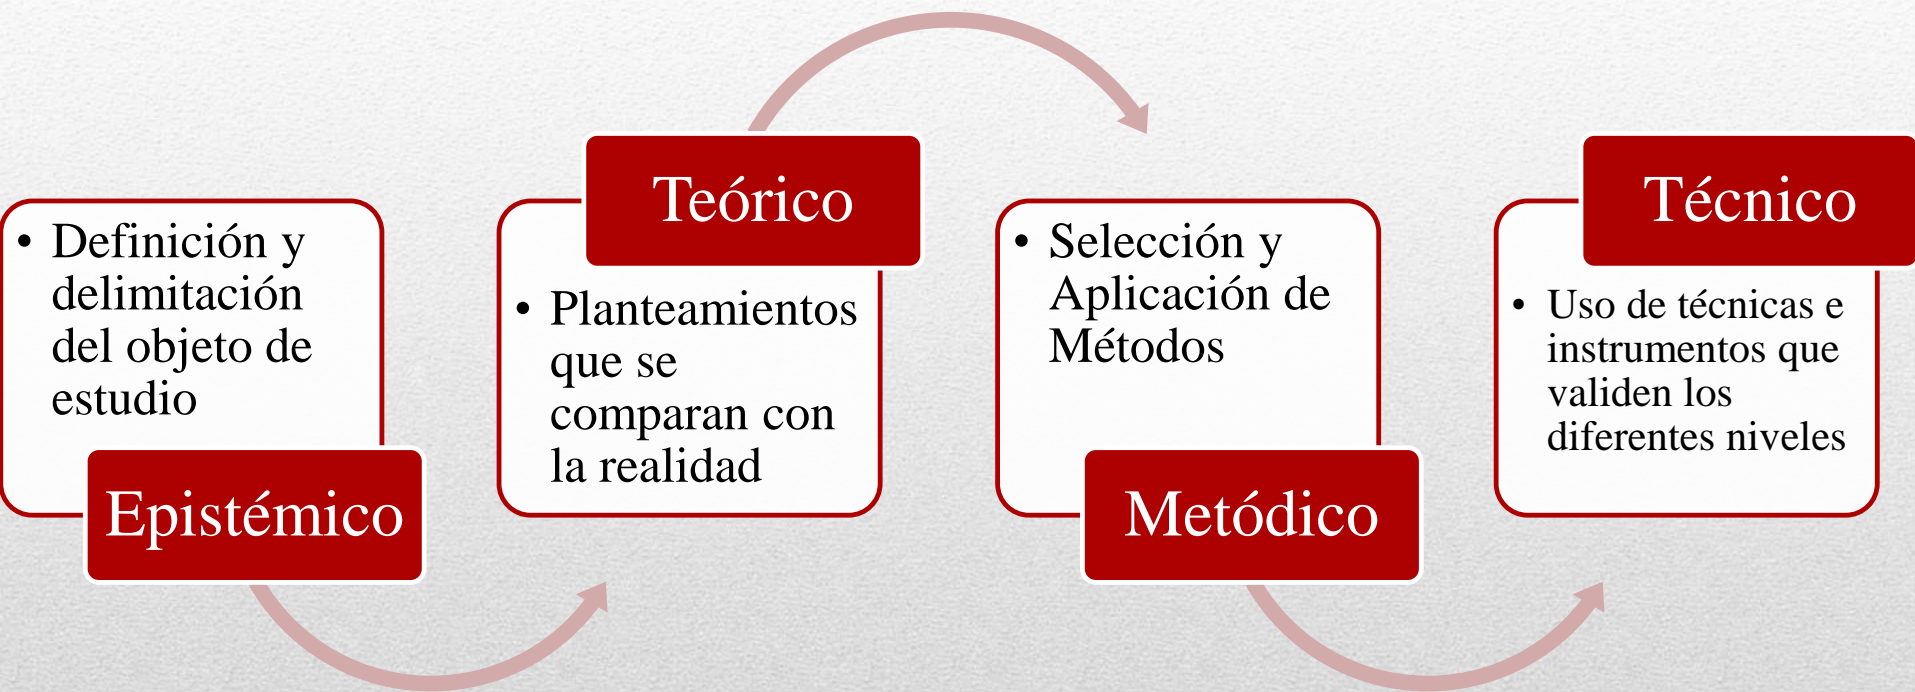 • Definición y
delimitación
del objeto de
estudio
Epistémico
Teórico
• Planteamientos
que se
comparan con
la realidad
• Selección y
Aplicación de
Métodos
Metódico
Técnico
• Uso de técnicas e
instrumentos que
validen los
diferentes niveles